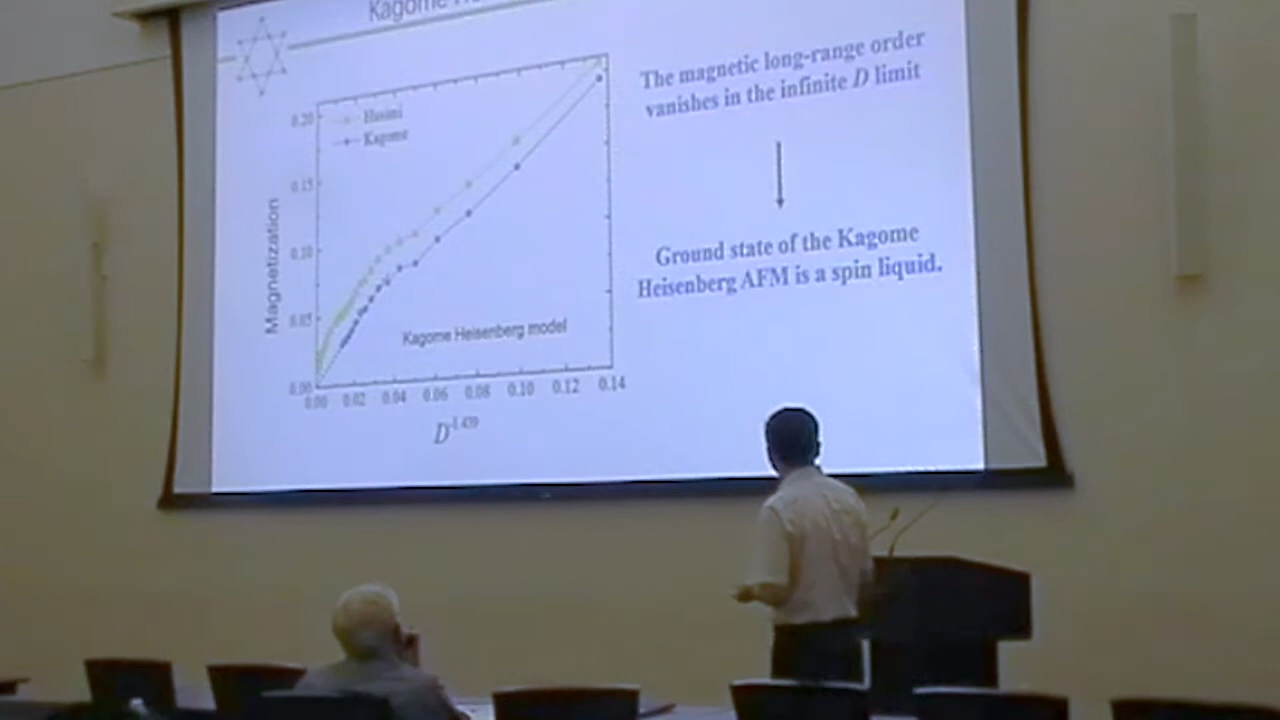 Kagome
0.20
0.15
0.10
0.05
0.00
Husimi
Kagome
Magnetization
Kagome Heisenberg model
0.00 0.02 0.04 0.06 0.08 0.10 0.12 0.14
D
The magnetic long-range order
vanishes in the infinite D limit
Ground state of the Kagome
Heisenberg AFM is a spin liquid.